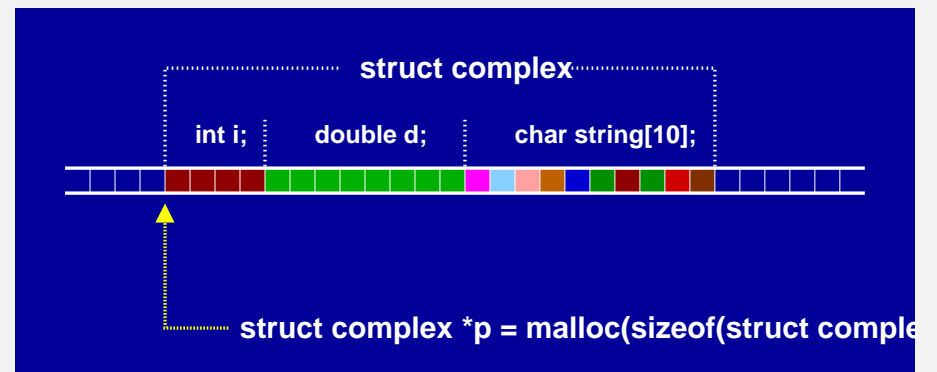 struct complex
int i; double d; char string[10];
struct complex *p = malloc(sizeof(struct comple